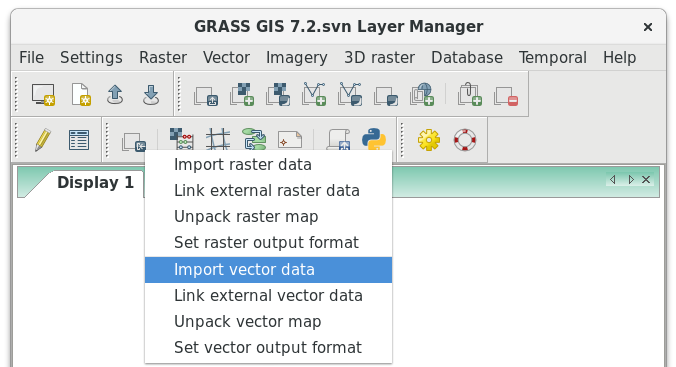 GRASS GIS 7.2.svn Layer Manager
File Settings Raster Vector Imagery 3D raster Database Temporal Help
Display 1
Import raster data
Link external raster data
Unpack raster map
Set raster output format
Import vector data
Link external vector data
Unpack vector map
Set vector output format